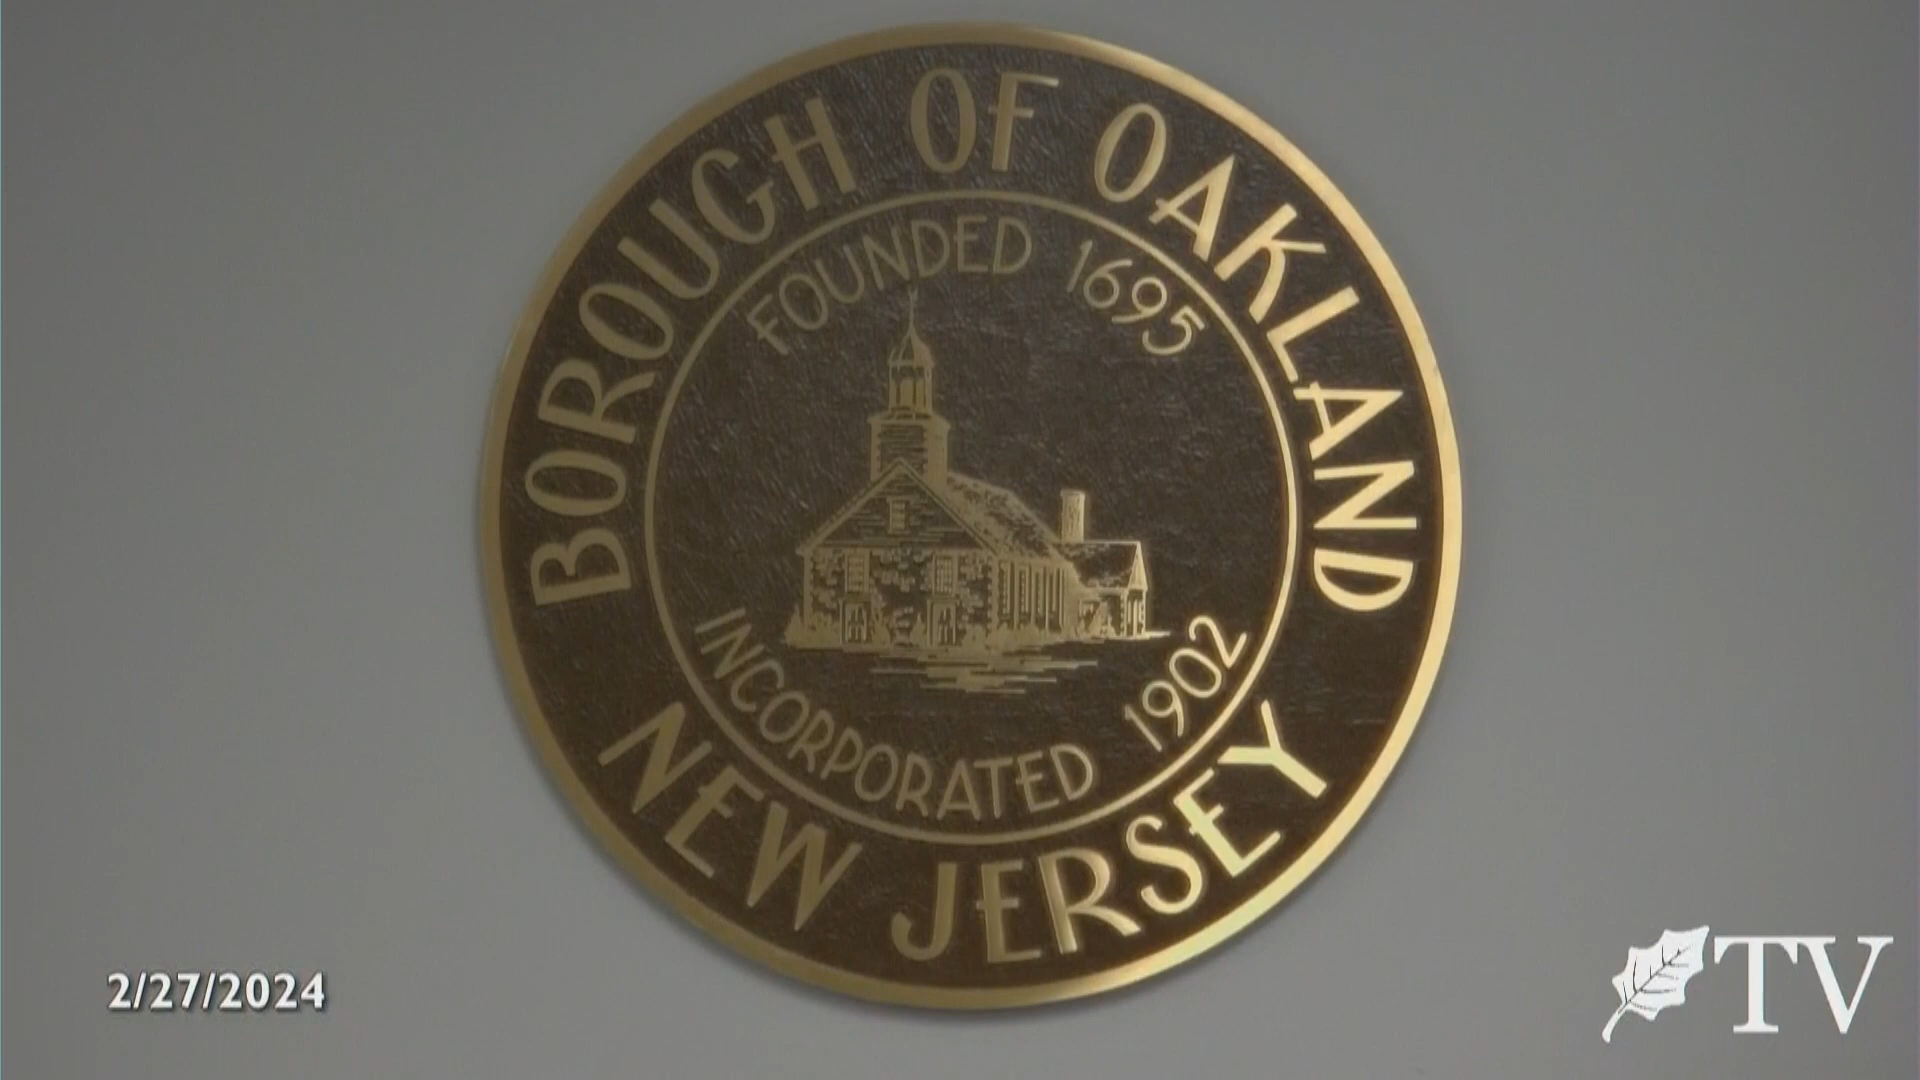 BOROUGH OF OAKLAND
FOUNDED 1695
INCORPORATED 1902
NEW JERSEY
2/27/2024
TV